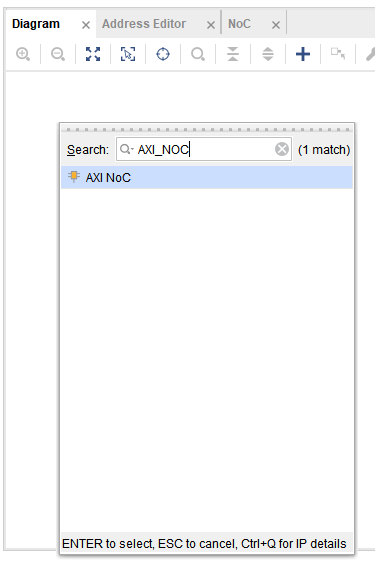 Diagram
Address Editor
NoC
Search: AXI_NOC (1 match)
AXI NoC
ENTER to select, ESC to cancel, Ctrl+Q for IP details